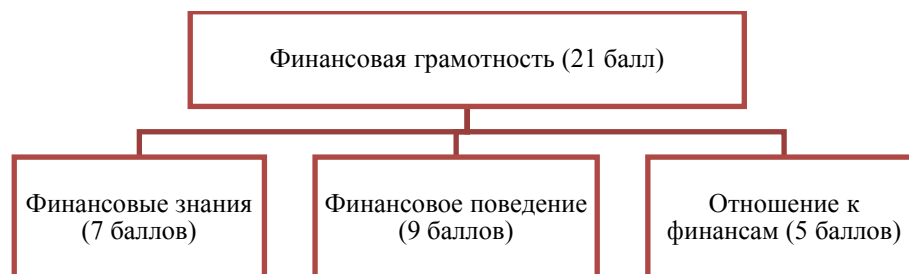 Финансовая грамотность (21 балл)
Финансовые знания
(7 баллов)
Финансовое поведение
(9 баллов)
Отношение к
финансам (5 баллов)